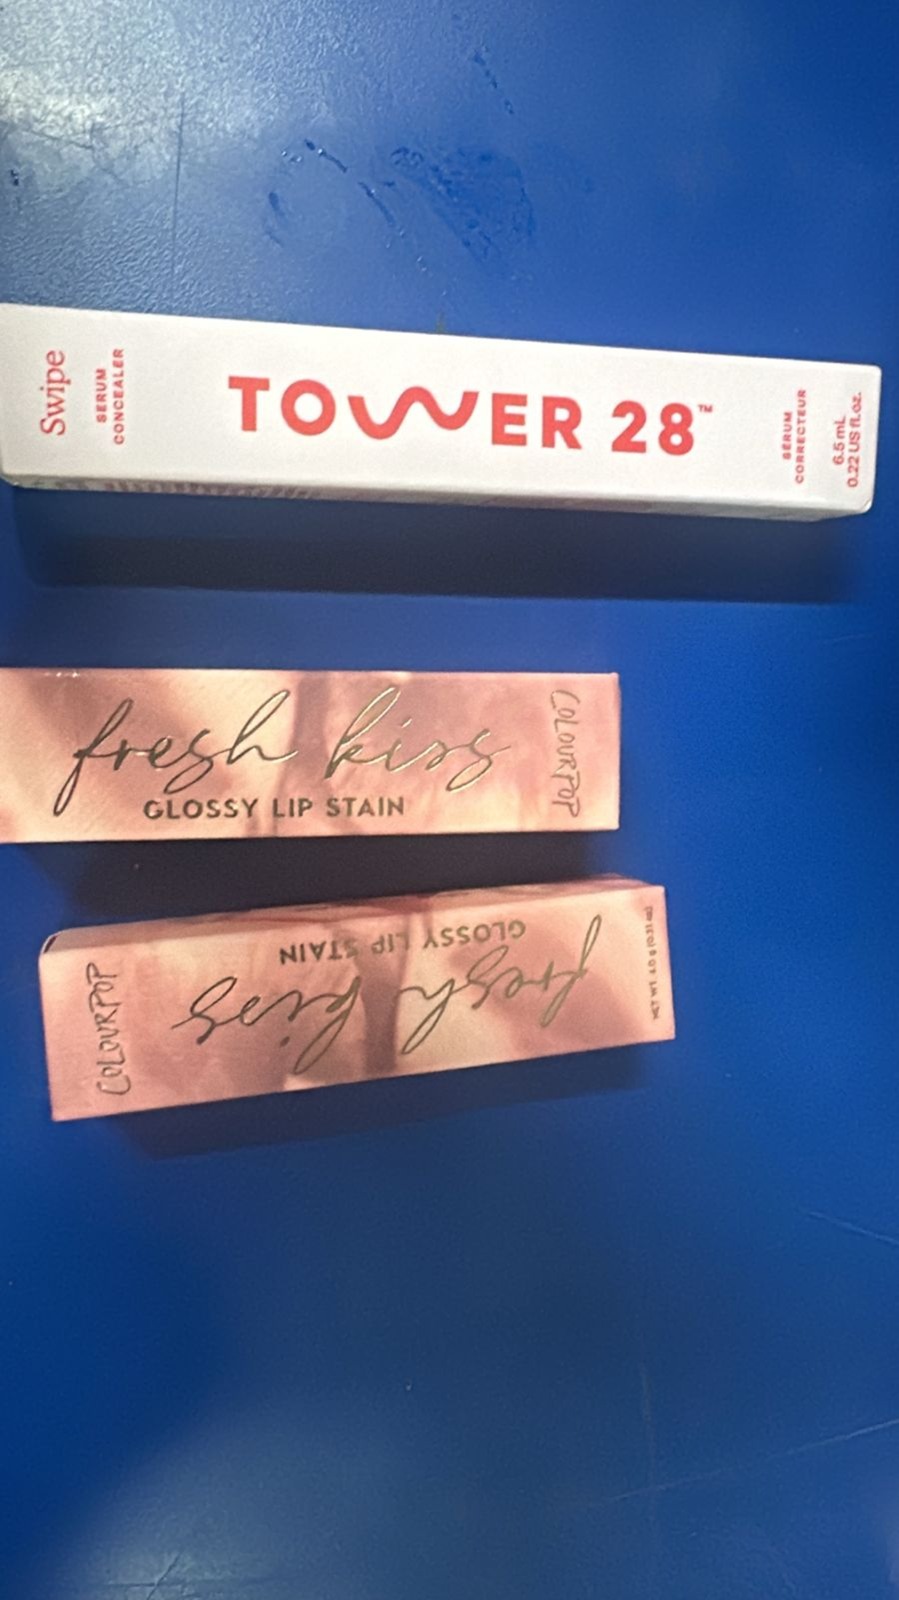 Swipe
SERUM
CONCEALER
TOWER 28™
SÉRUM
CORRECTEUR
6.5 mL
0.22 US fl.oz.
fresh kiss
GLOSSY LIP STAIN
COLOURPOP
COLOURPOP
fresh kiss
GLOSSY LIP STAIN